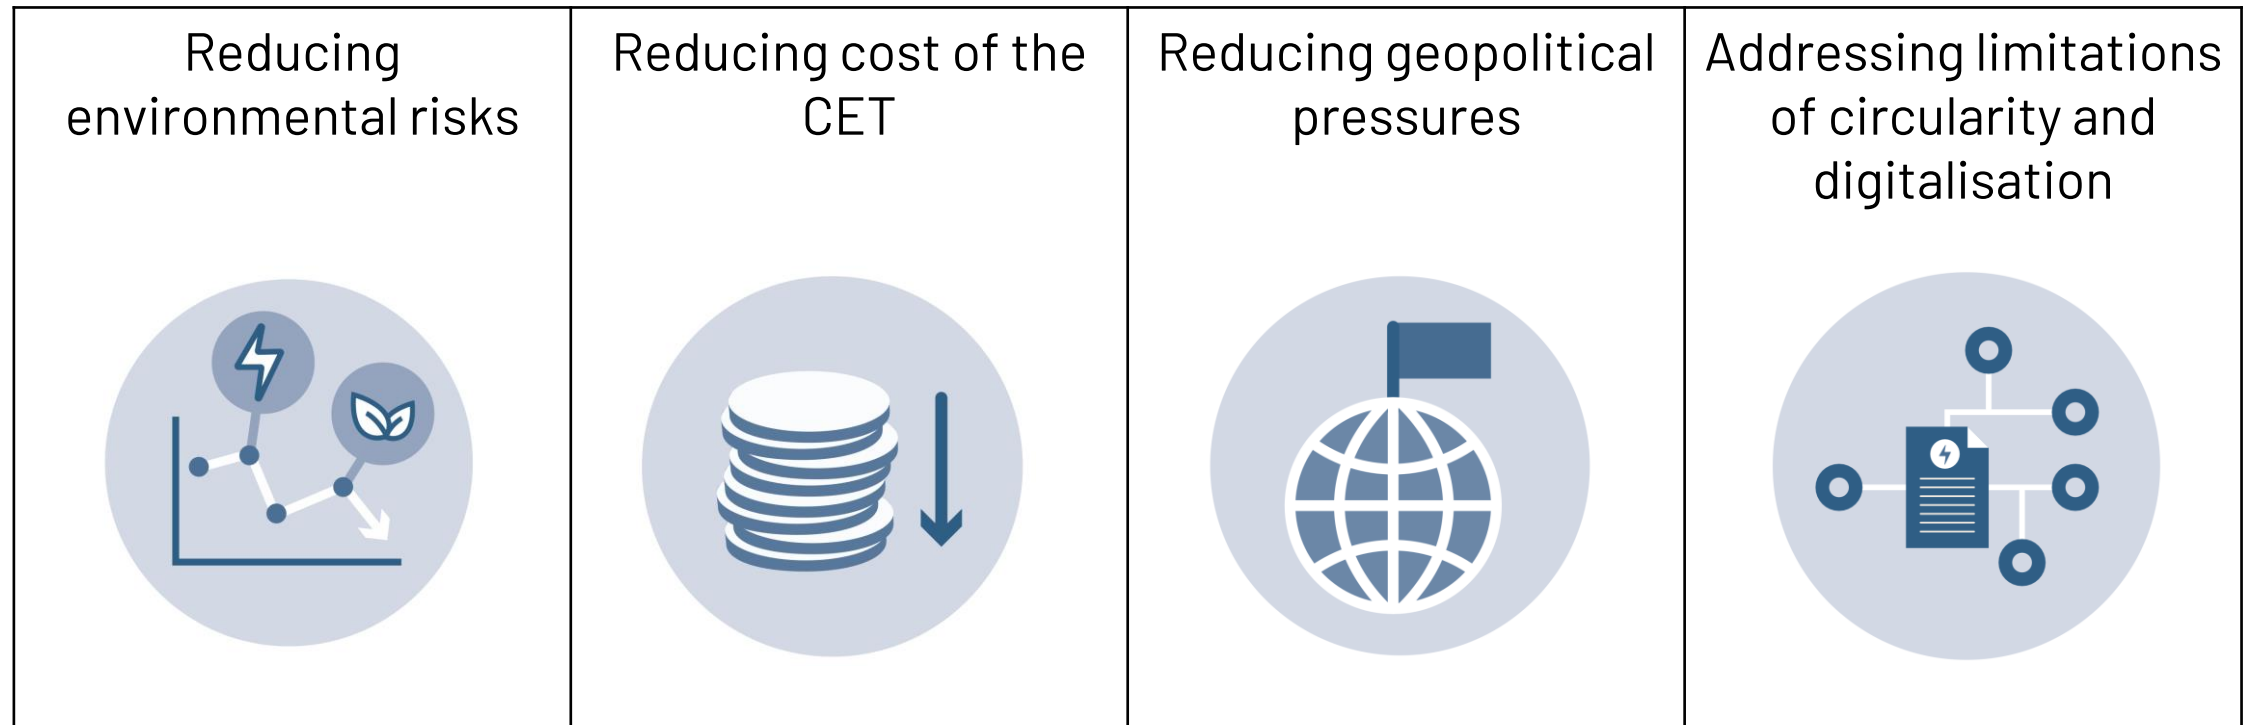 Reducing
environmental risks
Reducing cost of the
CET
Reducing geopolitical
pressures
Addressing limitations
of circularity and
digitalisation